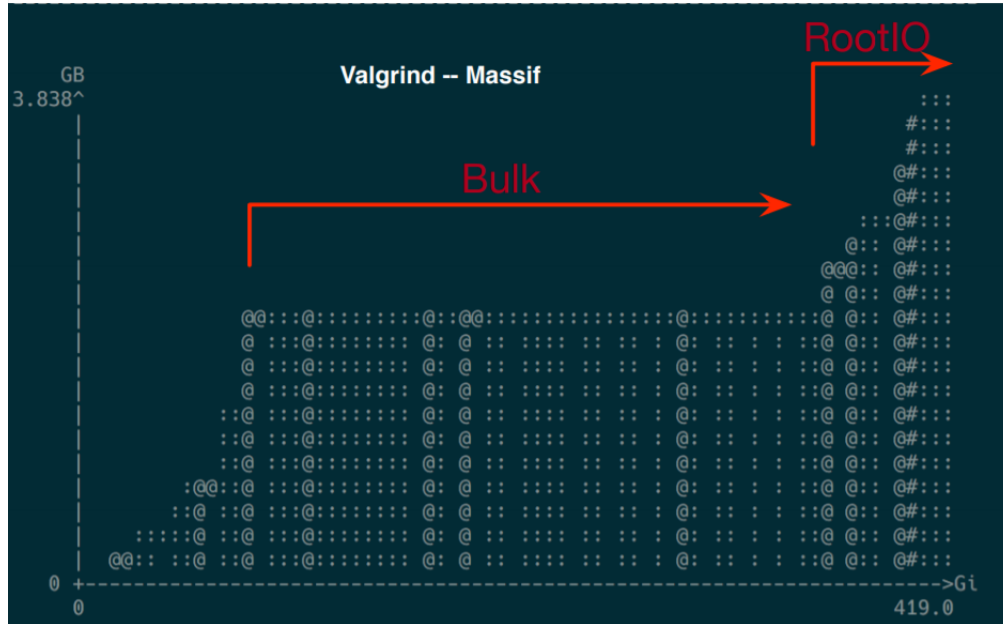 RootIO
GB
Valgrind -- Massif
3.838^
Bulk
0
>Gi
0
419.0